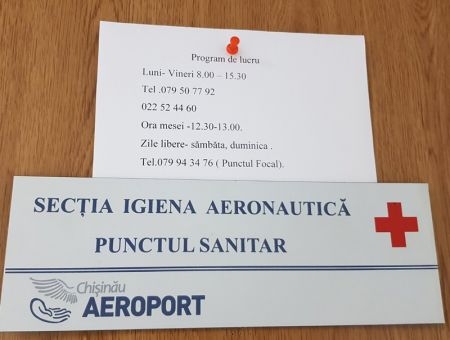 Program de lucru
Luni- Vineri 8.00 – 15.30
Tel .079 50 77 92
022 52 44 60
Ora mesei -12.30-13.00.
Zile libere- sâmbăta, duminica .
Tel.079 94 34 76 ( Punctul Focal).
SECȚIA IGIENA AERONAUTICĂ
PUNCTUL SANITAR
Chișinău
AEROPORT